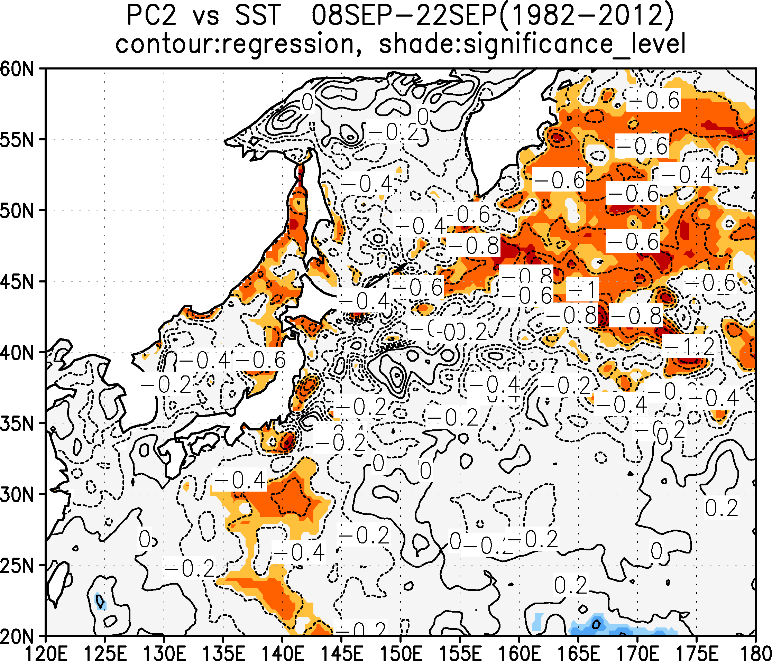 PC2 vs SST 08SEP-22SEP(1982-2012)
contour:regression, shade:significance_level
60N
0 -0.6
0
-0.2
55N
-0.6
-0.4 -0.6 -0.4
-0.6
50N
-0.6
-0.4
-0.8 -0.6
45N
-0.8 -0.6
-0.6 -1
-0.4 -0.6
-0.8 -0.8
-0.2
40N
-1.2
-0.4 -0.6
-0.2 -0.4 -0.2
-0.4 -0.4
-0.2
35N
-0.2
-0.2 -0.2
0 0
-0.4
30N
0.2
0 -0.2
0 -0.2 -0.2
-0.4 0
25N
-0.2
0.2
-0.2
20N
120E 125E 130E 135E 140E 145E 150E 155E 160E 165E 170E 175E 180